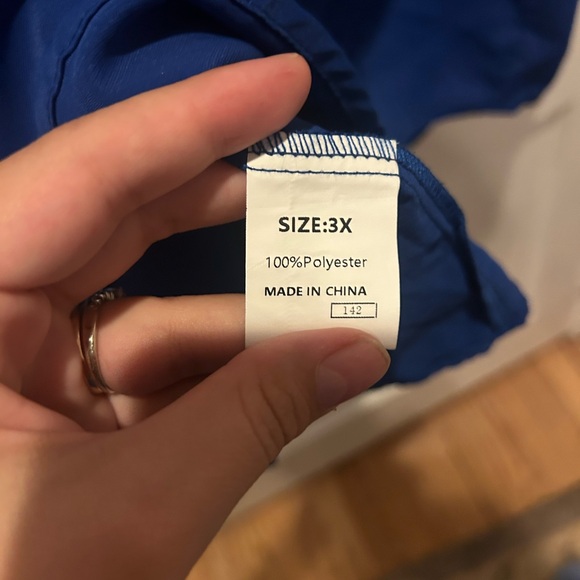 SIZE:3X
100%Polyester
MADE IN CHINA
142